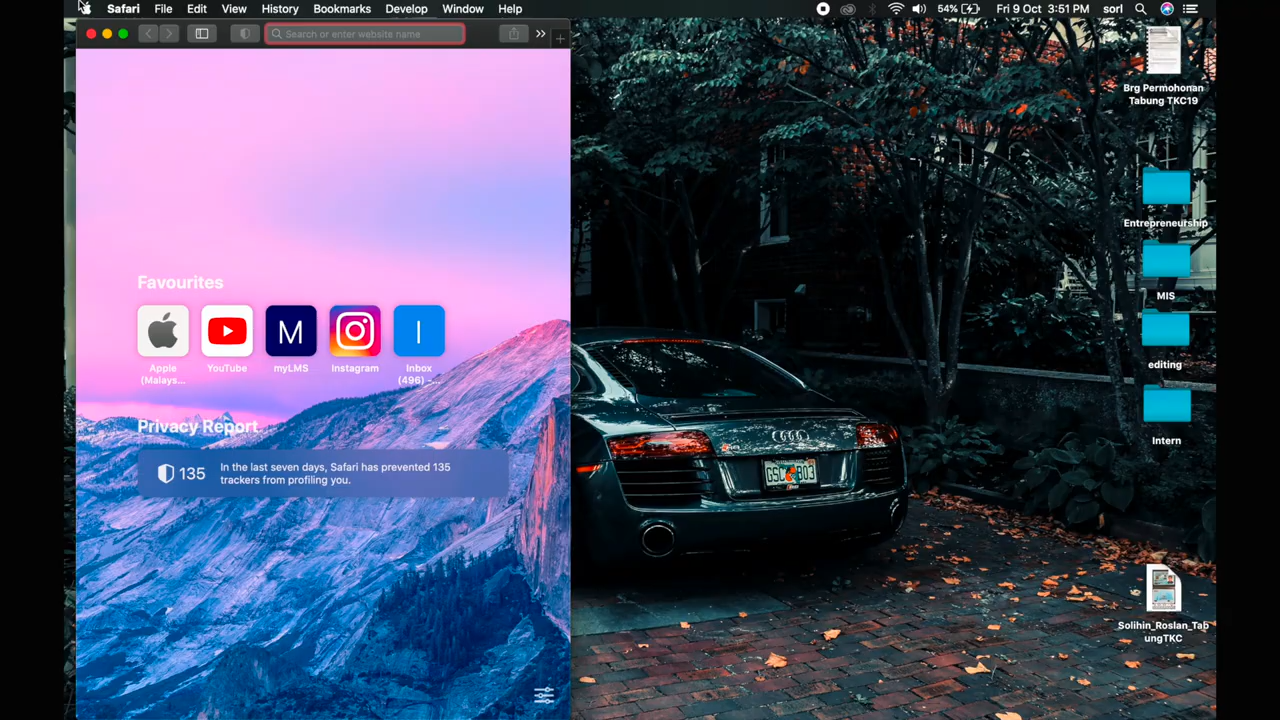 Safari File Edit View History Bookmarks Develop Window Help
54% Fri 9 Oct 3:51 PM sorl
Search or enter website name
Favourites
Apple
(Malays...
YouTube
M
myLMS
Instagram
I
Inbox
(496) -...
Privacy Report
135
In the last seven days, Safari has prevented 135
trackers from profiling you.
Brg Permohonan
Tabung TKC19
Entrepreneurship
MIS
editing
Intern
Solihin_Roslan_Tab
ungTKC